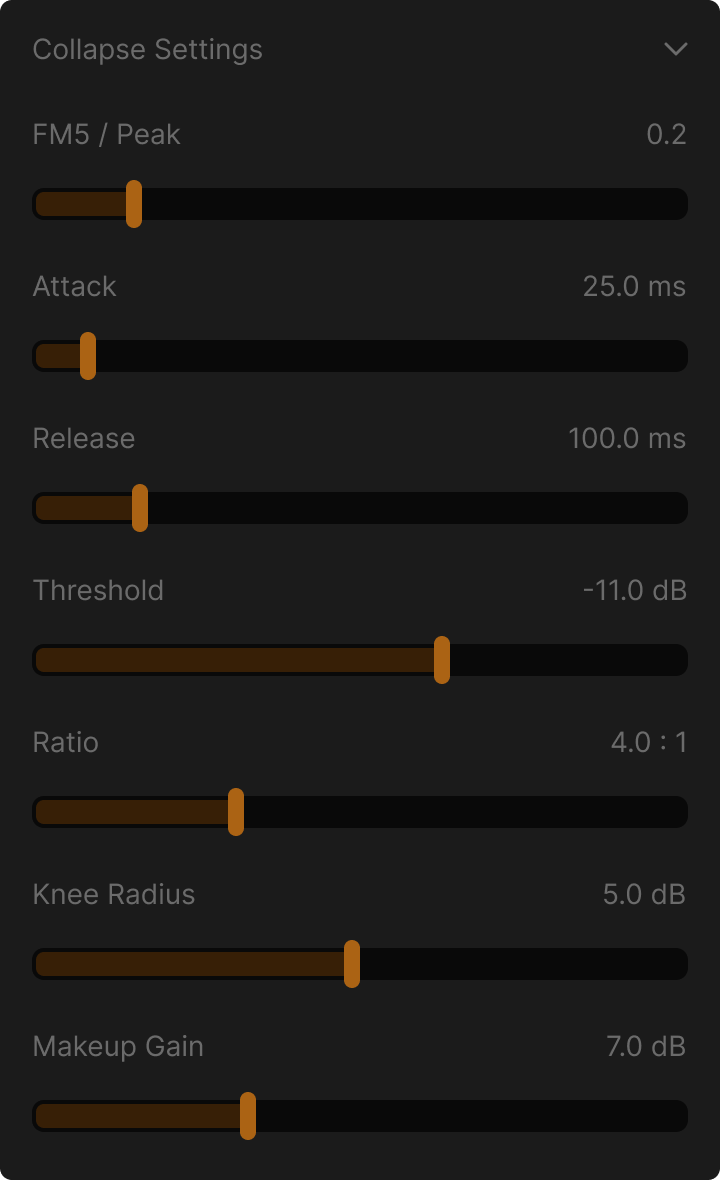 Collapse Settings
FM5 / Peak 0.2
Attack 25.0 ms
Release 100.0 ms
Threshold -11.0 dB
Ratio 4.0 : 1
Knee Radius 5.0 dB
Makeup Gain 7.0 dB